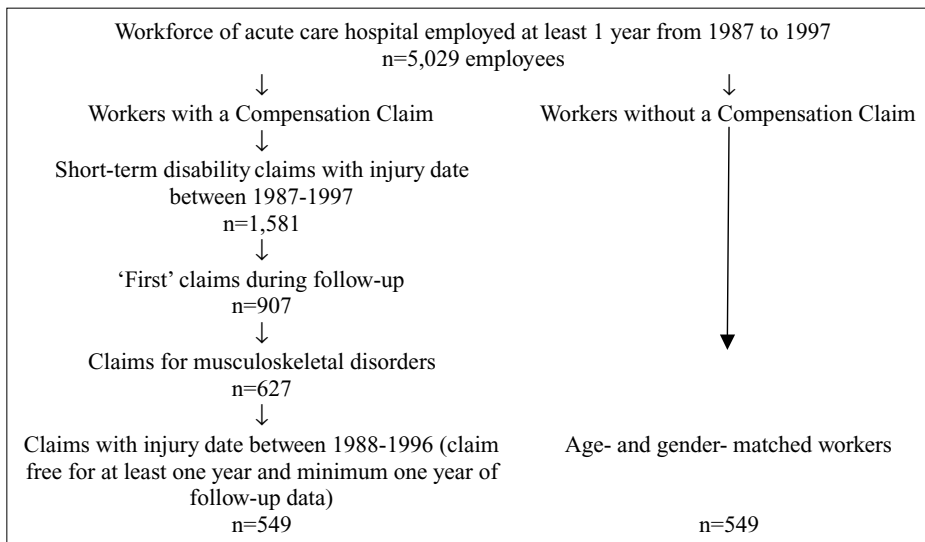 Workforce of acute care hospital employed at least 1 year from 1987 to 1997
n=5,029 employees
↓ ↓
Workers with a Compensation Claim Workers without a Compensation Claim
↓
Short-term disability claims with injury date
between 1987-1997
n=1,581
↓
‘First’ claims during follow-up
n=907
↓
Claims for musculoskeletal disorders
n=627
↓
Claims with injury date between 1988-1996 (claim
free for at least one year and minimum one year of
follow-up data)
n=549
Age- and gender- matched workers
n=549